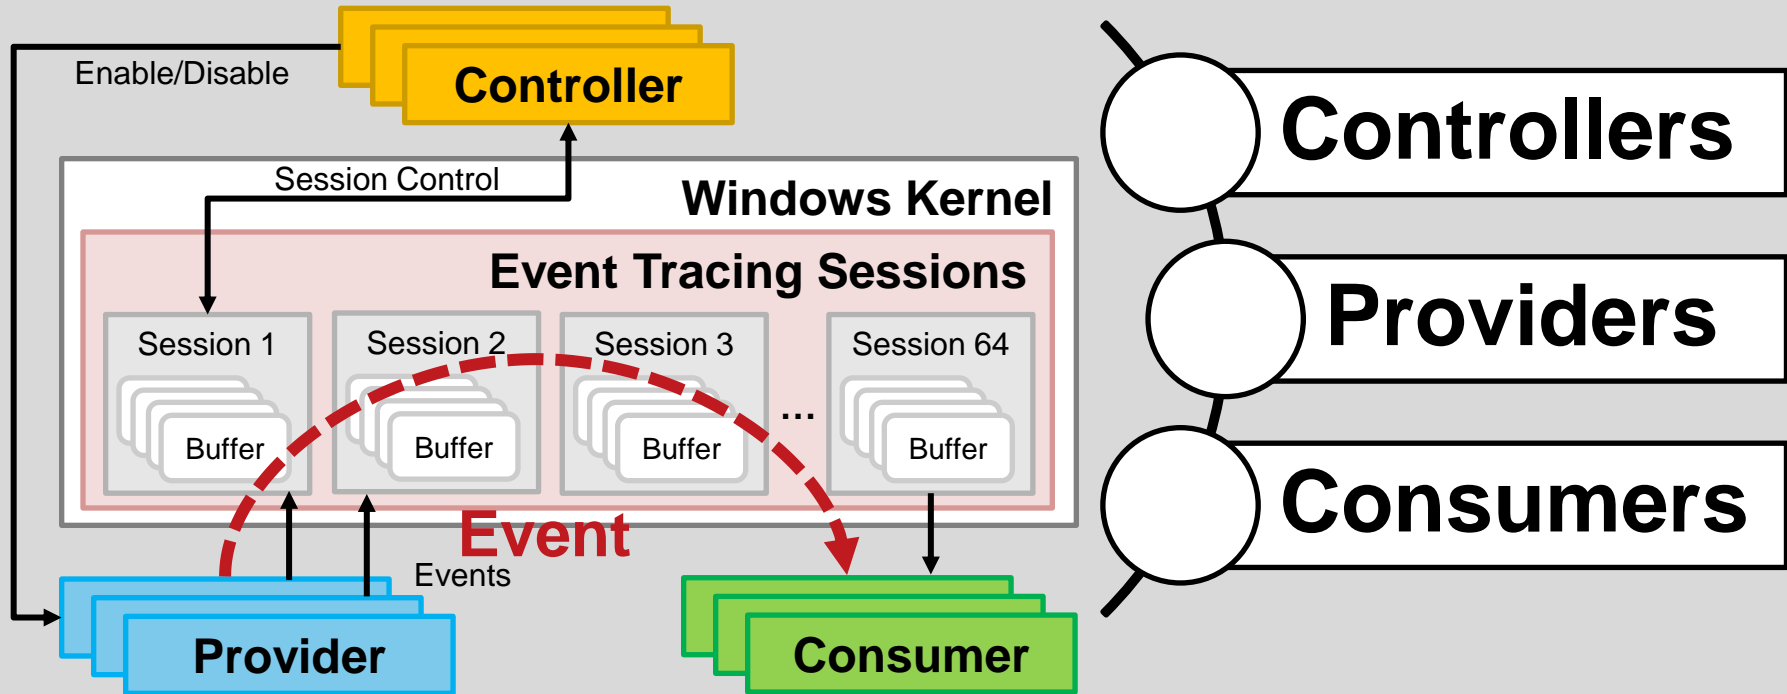 Enable/Disable
Controller
Session Control
Windows Kernel
Event Tracing Sessions
Session 1
Session 2
Session 3
Session 64
...
Buffer
Buffer
Buffer
Buffer
Event
Events
Provider
Consumer
Controllers
Providers
Consumers